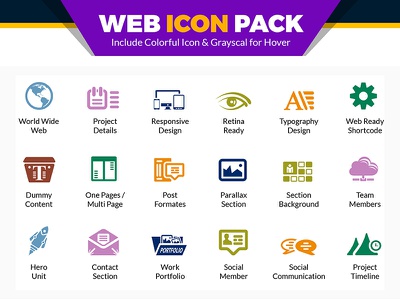 WEB ICON PACK
Include Colorful Icon & Grayscal for Hover
World Wide
Web
Project
Details
Responsive
Design
Retina
Ready
Typography
Design
Web Ready
Shortcode
Dummy
Content
One Pages /
Multi Page
Post
Formates
Parallax
Section
Section
Background
Team
Members
Hero
Unit
Contact
Section
PORTFOLIO
Work
Portfolio
Social
Member
Social
Communication
Project
Timeline